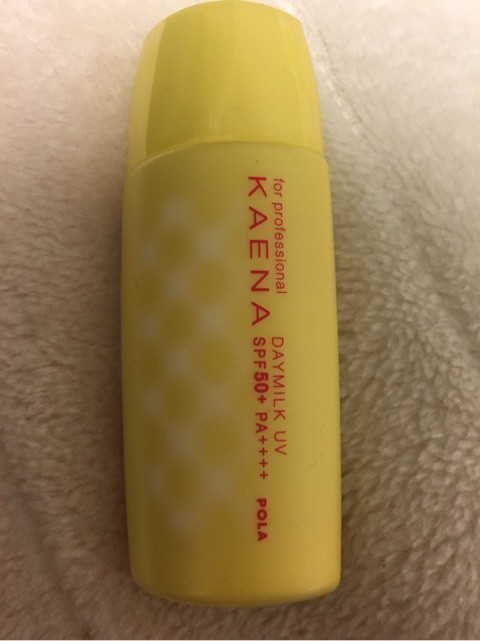 for professional
KAENA
DAYMILK UV
SPF50+ PA++++
POLA